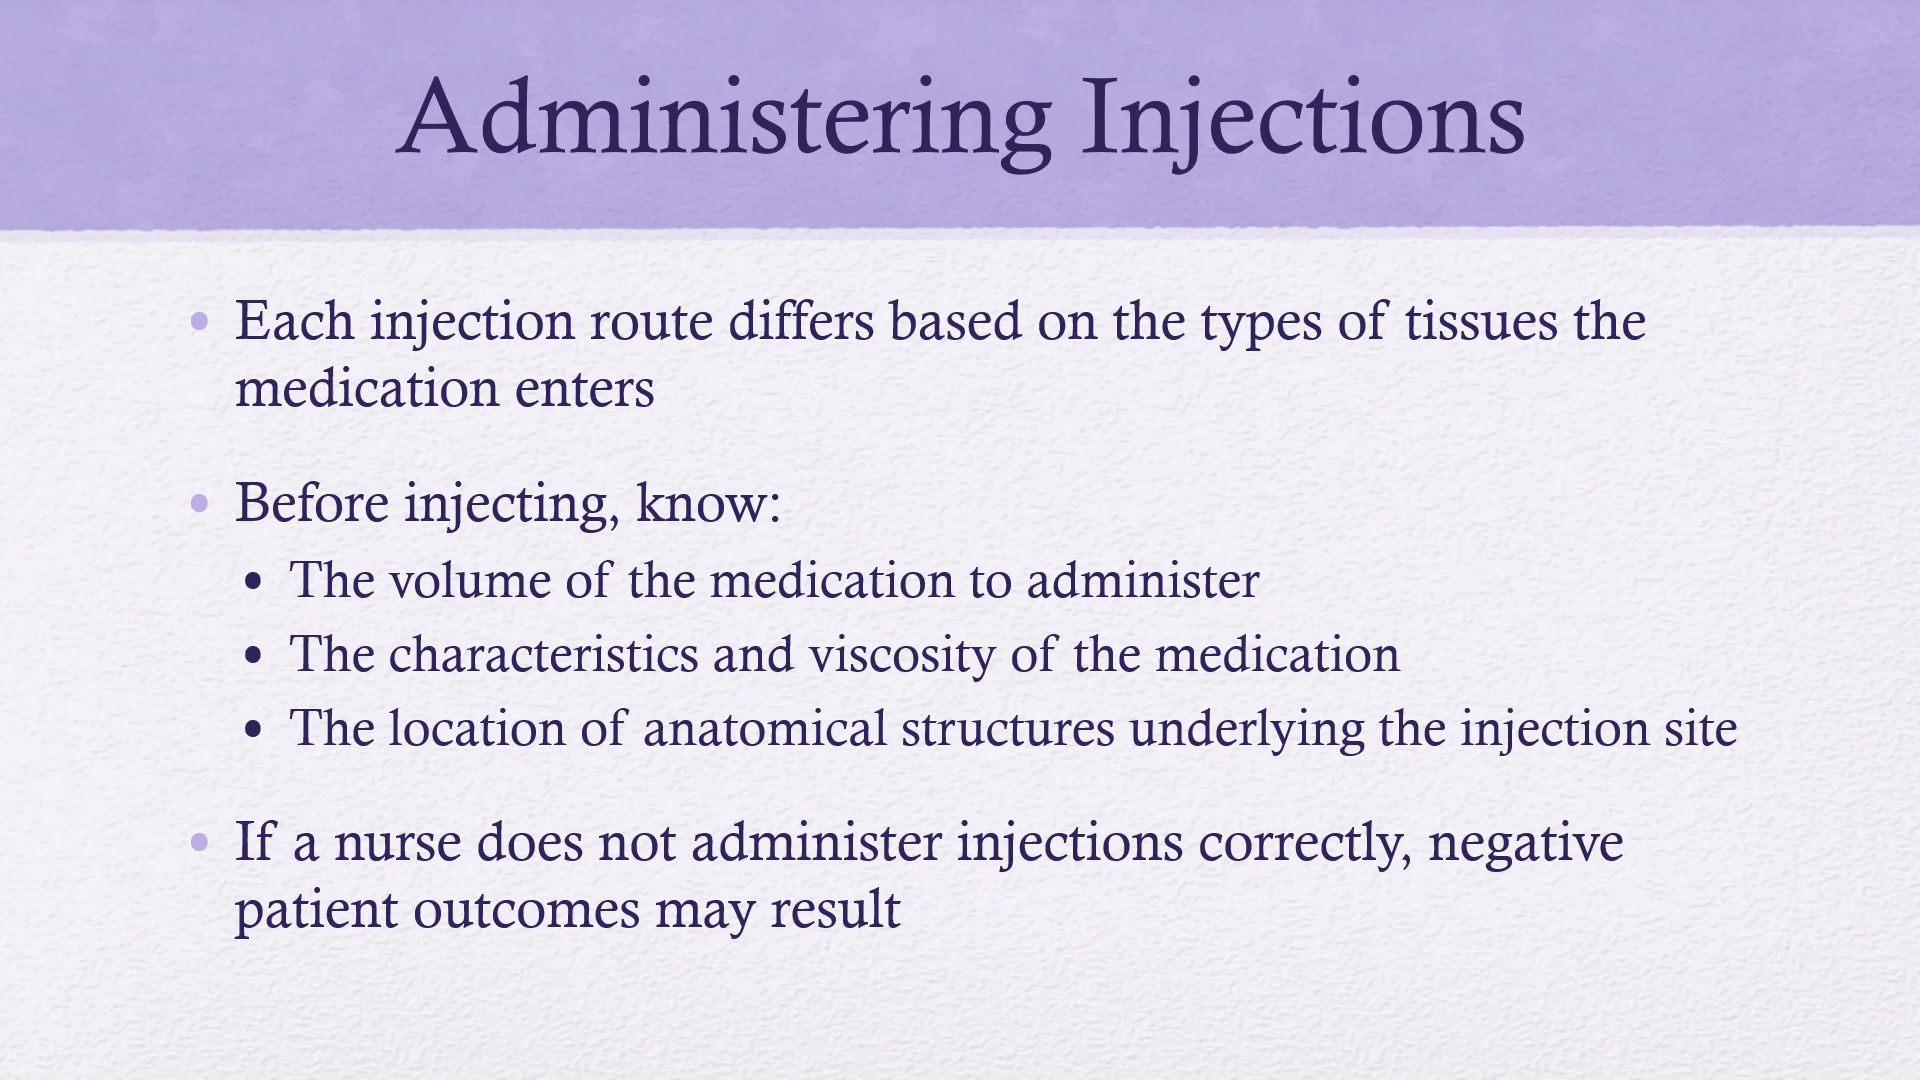 Administering Injections
• Each injection route differs based on the types of tissues the
medication enters
• Before injecting, know:
• The volume of the medication to administer
• The characteristics and viscosity of the medication
• The location of anatomical structures underlying the injection site
• If a nurse does not administer injections correctly, negative
patient outcomes may result